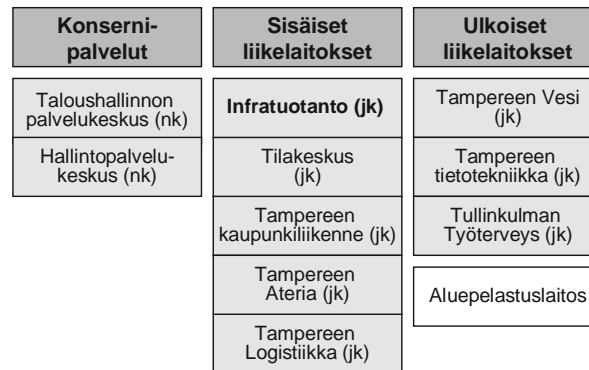 Konserni-
palvelut
Taloushallinnon
palvelukeskus (nk)
Hallintopalvelu-
keskus (nk)
Sisäiset
liikelaitokset
Infratuotanto (jk)
Tilakeskus
(jk)
Tampereen
kaupunkiliikenne (jk)
Tampereen
Ateria (jk)
Tampereen
Logistiikka (jk)
Ulkoiset
liikelaitokset
Tampereen Vesi
(jk)
Tampereen
tietotekniikka (jk)
Tullinkulman
Työterveys (jk)
Aluepelastuslaitos